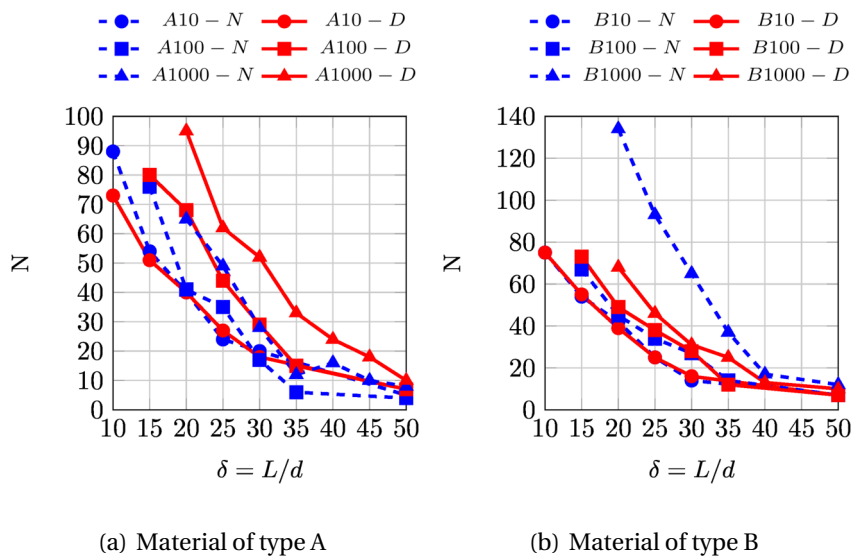 A10 − N A10 − D
A100 − N A100 − D
A1000 − N A1000 − D
100
90
80
70
60
50
40
30
20
10
0
N
10 15 20 25 30 35 40 45 50
δ = L/d
(a) Material of type A
B10 − N B10 − D
B100 − N B100 − D
B1000 − N B1000 − D
140
120
100
80
60
40
20
0
N
10 15 20 25 30 35 40 45 50
δ = L/d
(b) Material of type B